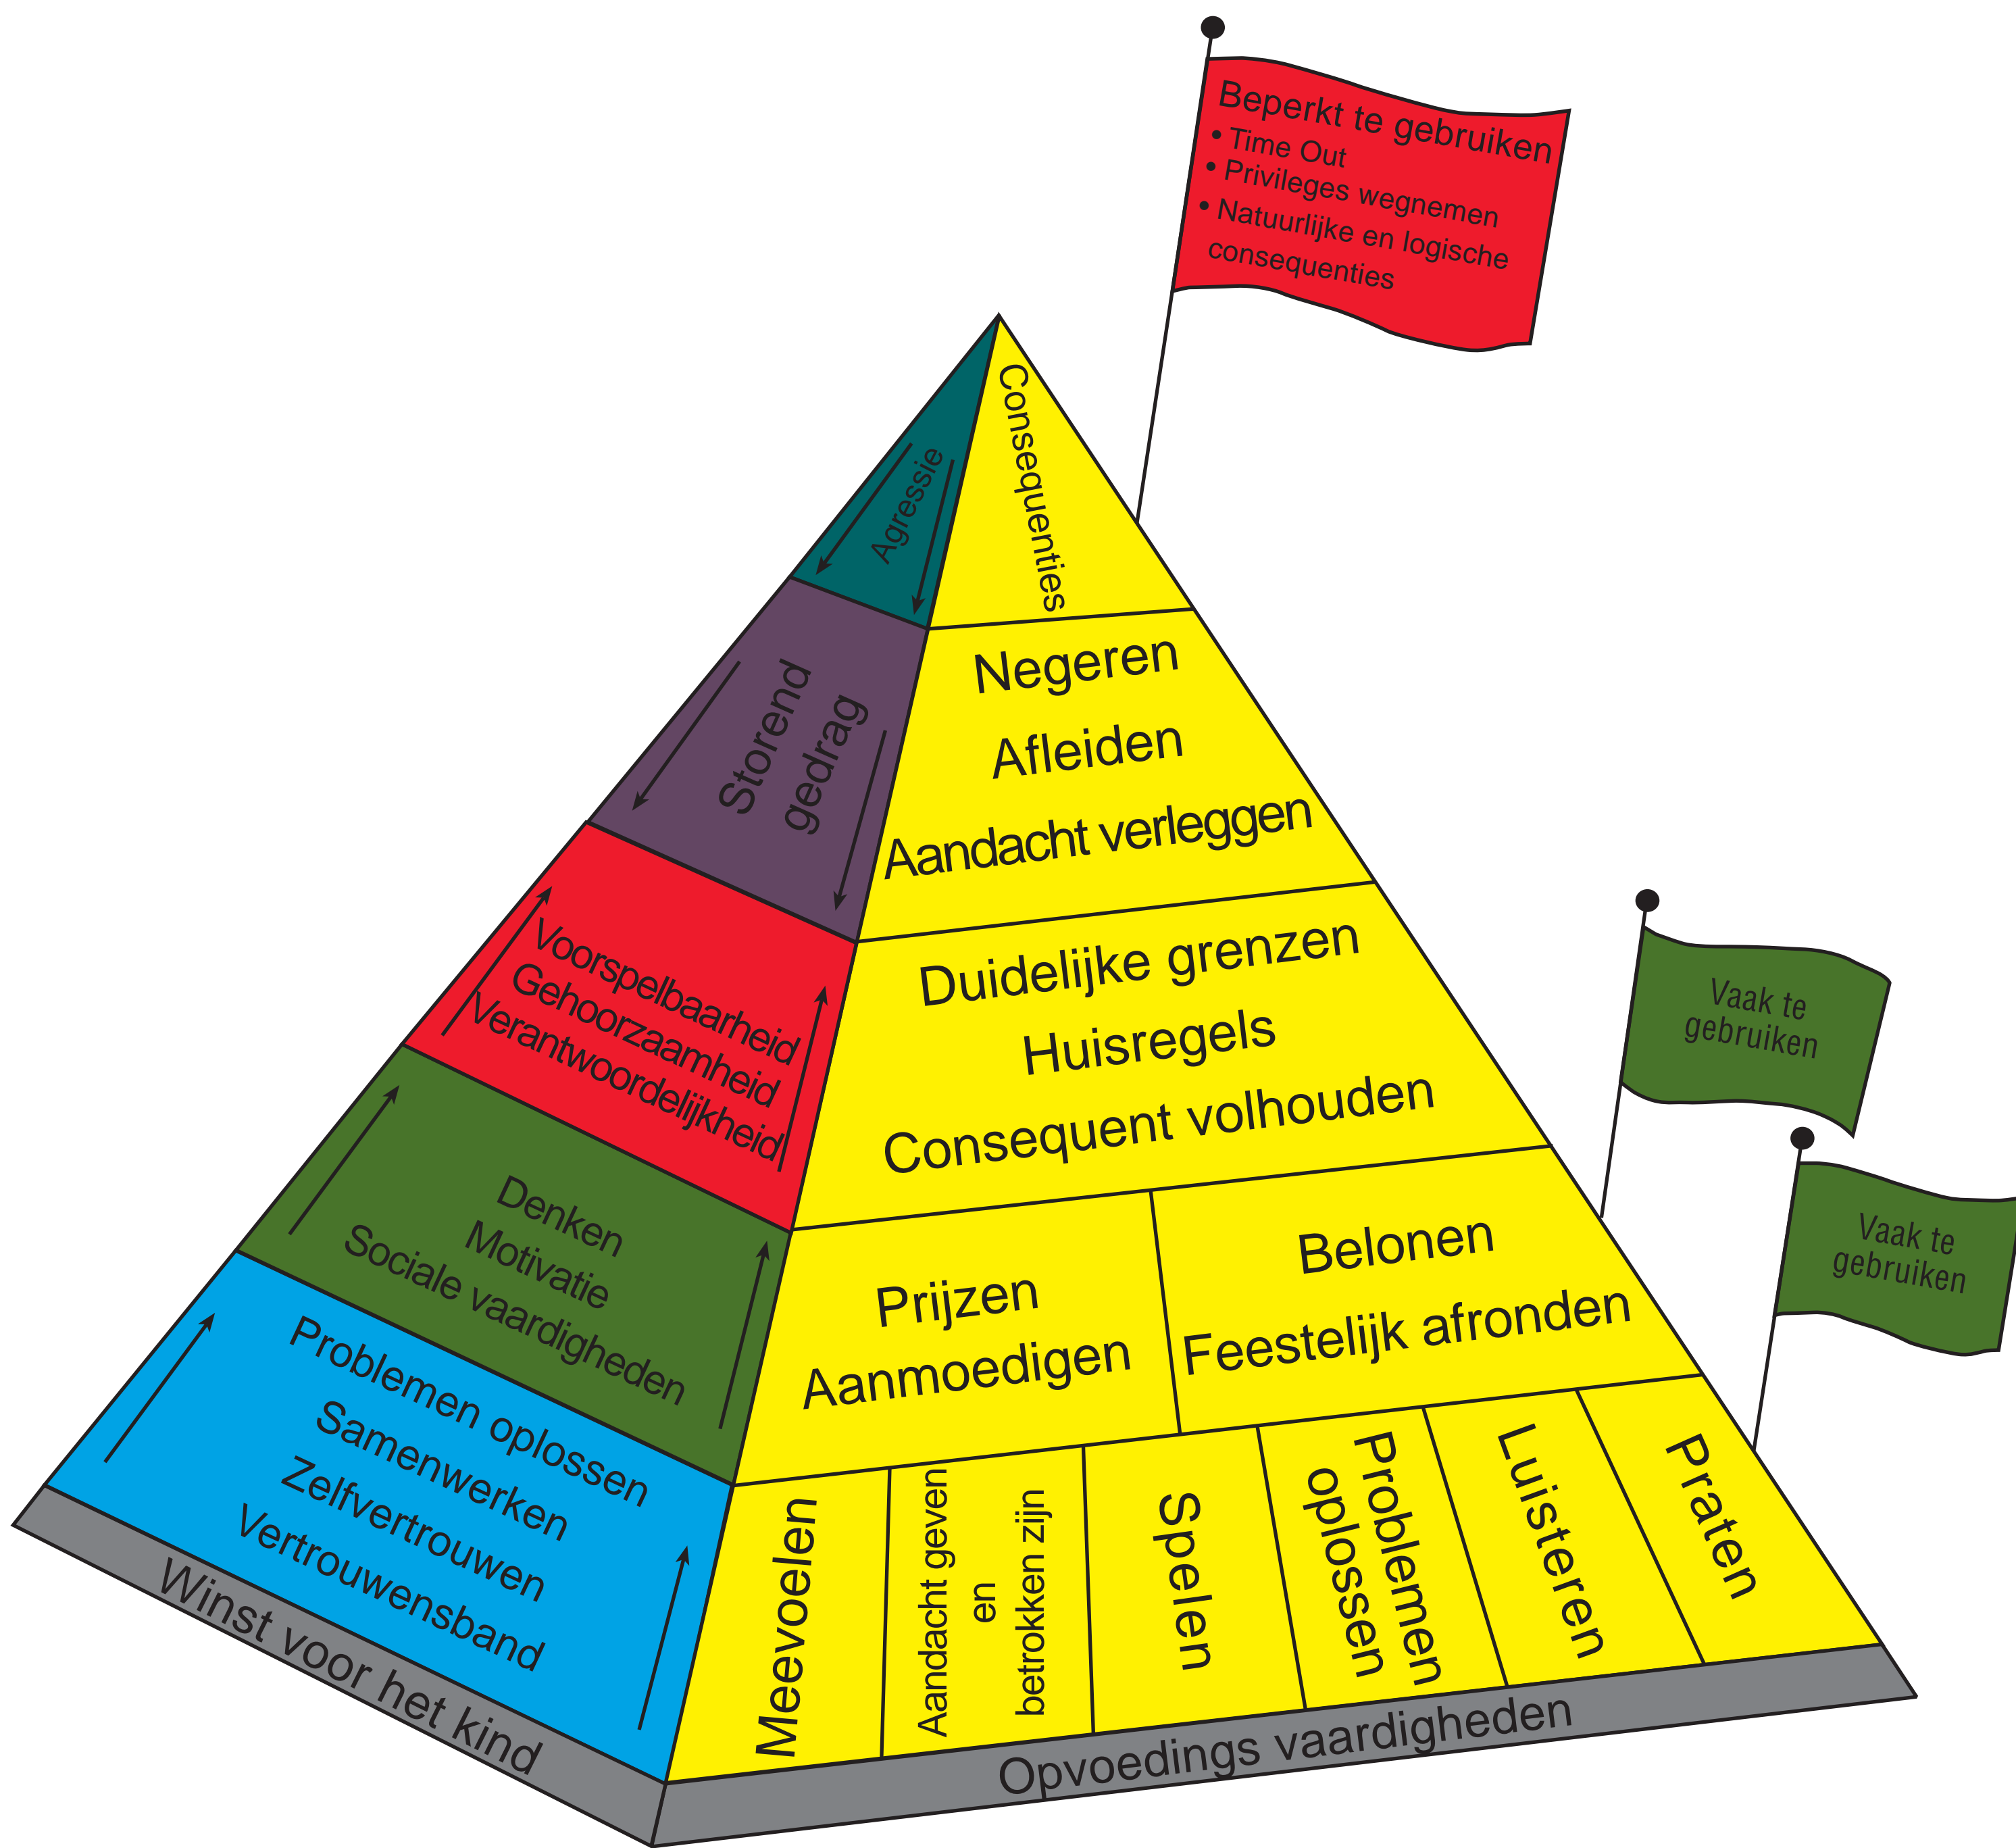 Beperkt te gebruiken
• Time Out
• Privileges wegnemen
• Natuurlijke en logische
consequenties
Agressie
Consequenties
Storend
gedrag
Negeren
Afleiden
Aandacht verleggen
Voorspelbaarheid
Gehoorzaamheid
Verantwoordelijkheid
Duidelijke grenzen
Huisregels
Consequent volhouden
Vaak te
gebruiken
Denken
Motivatie
Sociale vaardigheden
Prijzen
Aanmoedigen
Belonen
Feestelijk afronden
Vaak te
gebruiken
Problemen oplossen
Samenwerken
Zelfvertrouwen
Vertrouwensband
Meevoelen
Aandacht geven
en
betrokken zijn
Spelen
Problemen
oplossen
Luisteren
Praten
Winst voor het kind
Opvoedings vaardigheden